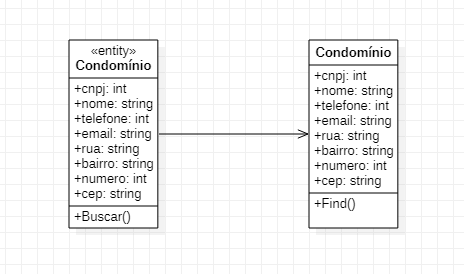 «entity»
Condomínio
+cnpj: int
+nome: string
+telefone: int
+email: string
+rua: string
+bairro: string
+numero: int
+cep: string
+Buscar()
Condomínio
+cnpj: int
+nome: string
+telefone: int
+email: string
+rua: string
+bairro: string
+numero: int
+cep: string
+Find()